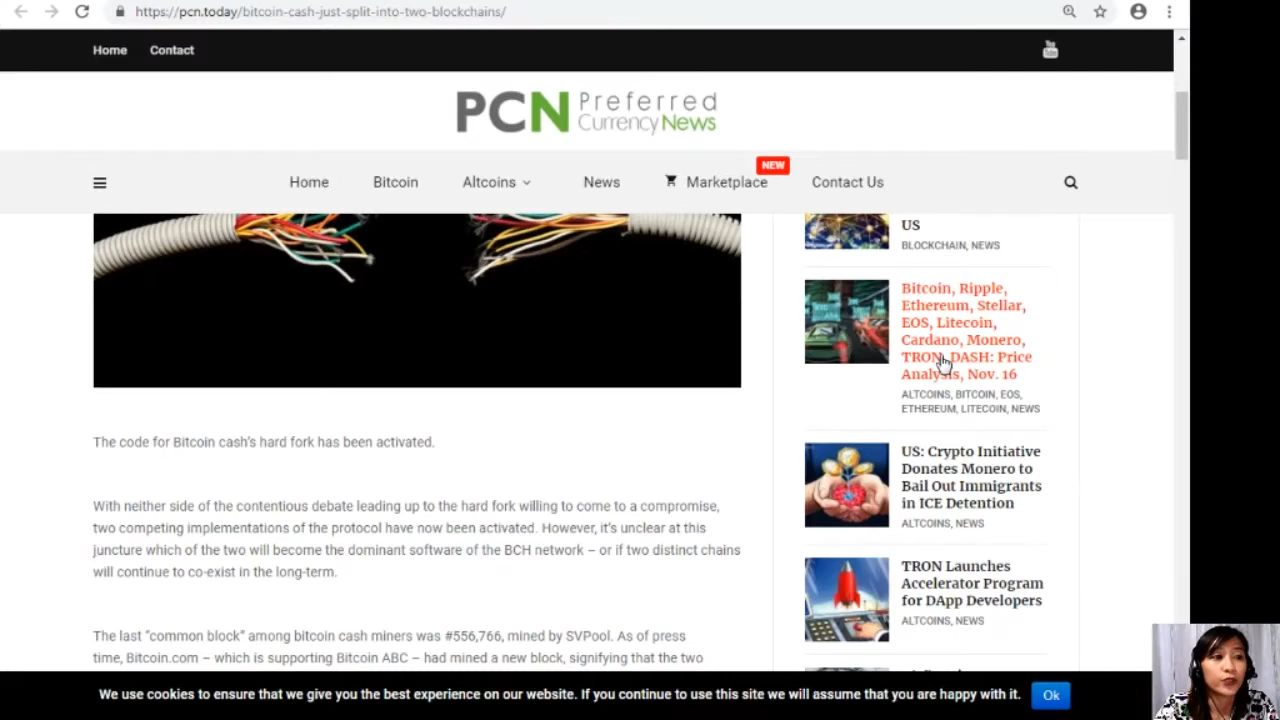 https://pcn.today/bitcoin-cash-just-split-into-two-blockchains/
Home Contact
You Tube
PCN Preferred
Currency News
NEW
Home Bitcoin Altcoins News Marketplace Contact Us
US
BLOCKCHAIN, NEWS
Bitcoin, Ripple,
Ethereum, Stellar,
EOS, Litecoin,
Cardano, Monero,
TRON, DASH: Price
Analysis, Nov. 16
ALTCOINS, BITCOIN, EOS,
ETHEREUM, LITECOIN, NEWS
The code for Bitcoin cash's hard fork has been activated.
With neither side of the contentious debate leading up to the hard fork willing to come to a compromise,
two competing implementations of the protocol have now been activated. However, it's unclear at this
juncture which of the two will become the dominant software of the BCH network – or if two distinct chains
will continue to co-exist in the long-term.
The last "common block" among bitcoin cash miners was #556,766, mined by SVPool. As of press
time, Bitcoin.com – which is supporting Bitcoin ABC – had mined a new block, signifying that the two
US: Crypto Initiative
Donates Monero to
Bail Out Immigrants
in ICE Detention
ALTCOINS, NEWS
TRON Launches
Accelerator Program
for DApp Developers
ALTCOINS, NEWS
We use cookies to ensure that we give you the best experience on our website. If you continue to use this site we will assume that you are happy with it. Ok